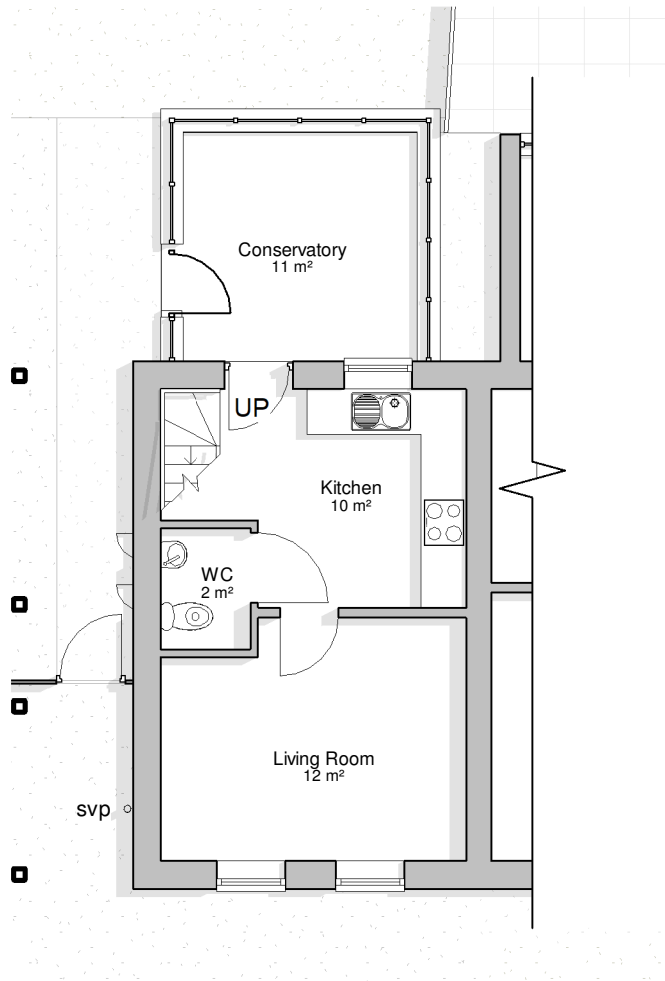 Conservatory
11 m²
UP
Kitchen
10 m²
WC
2 m²
Living Room
12 m²
svp